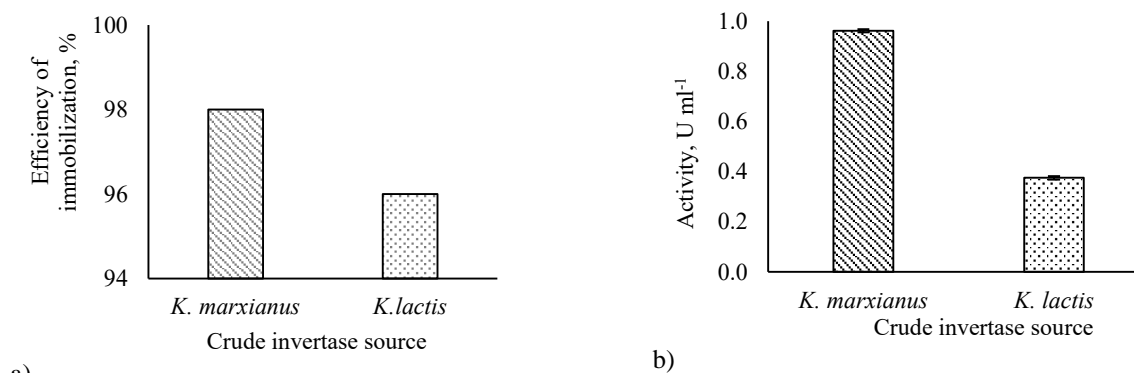 100
98
96
94
Efficiency of
immobilization, %
K. marxianus
K.lactis
Crude invertase source
a)
1.0
0.8
0.6
0.4
0.2
0.0
Activity, U ml-1
K. marxianus
K. lactis
Crude invertase source
b)